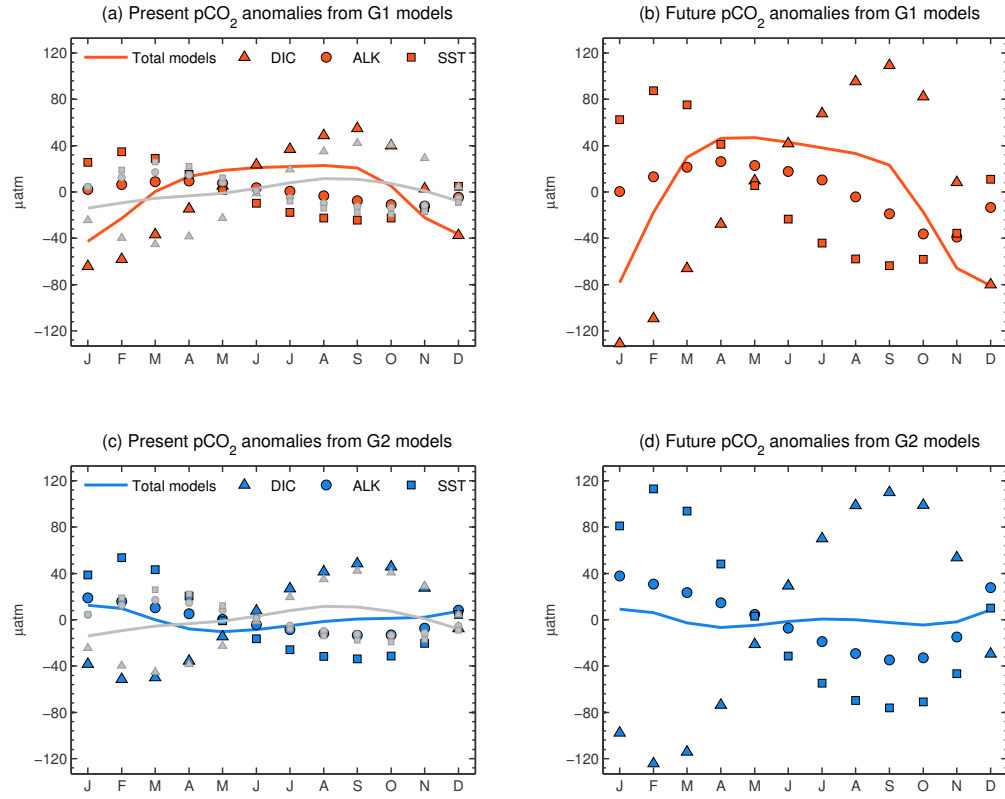 (a) Present pCO₂ anomalies from G1 models
120
80
40
0
−40
−80
−120
µatm
Total models DIC ALK SST
J F M A M J J A S O N D
(b) Future pCO₂ anomalies from G1 models
120
80
40
0
−40
−80
−120
µatm
J F M A M J J A S O N D
(c) Present pCO₂ anomalies from G2 models
120
80
40
0
−40
−80
−120
µatm
Total models DIC ALK SST
J F M A M J J A S O N D
(d) Future pCO₂ anomalies from G2 models
120
80
40
0
−40
−80
−120
µatm
J F M A M J J A S O N D